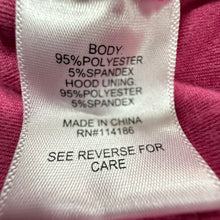 BODY
95%POLYESTER
5%SPANDEX
HOOD LINING
95%POLYESTER
5%SPANDEX
MADE IN CHINA
RN#114186
SEE REVERSE FOR
CARE